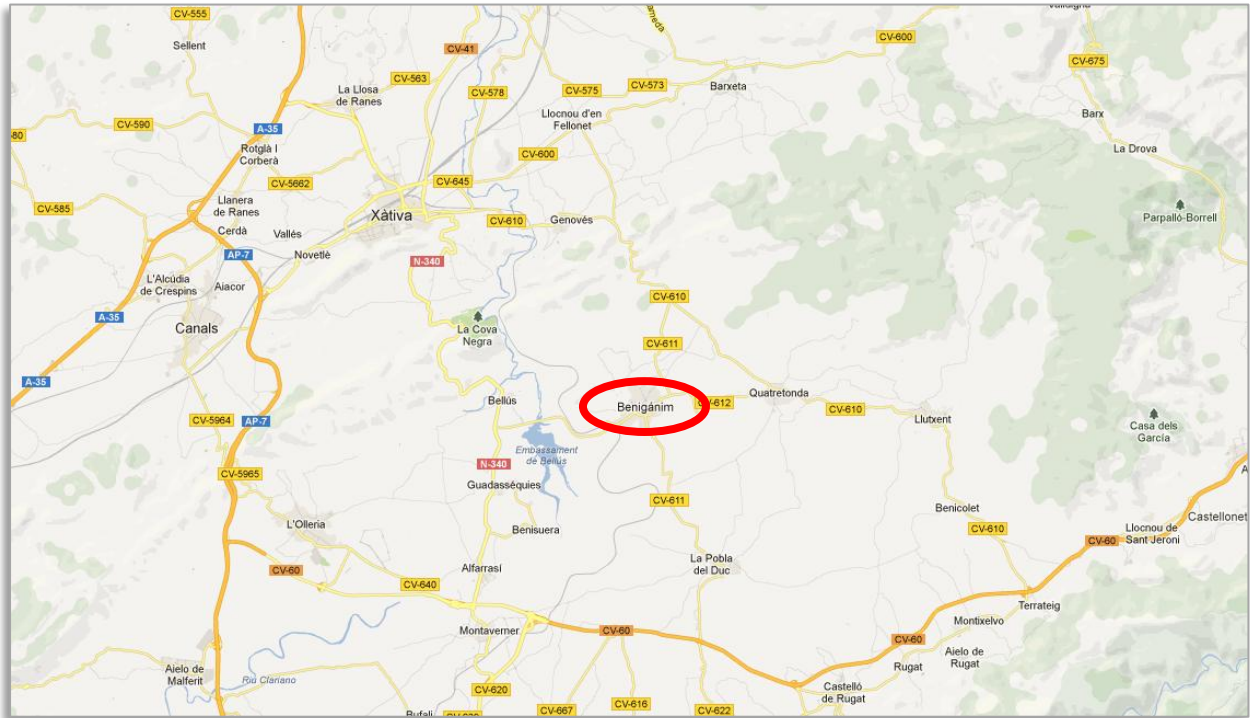 CV-555
Sellent
CV-41
CV-600
CV-675
La Llosa
de Ranes
CV-563
CV-578
CV-575
CV-573
Barxeta
CV-590
A-35
Llocnou d'en
Fellonet
Barx
Rotglà I
Corberà
CV-600
La Drova
CV-5662
CV-645
CV-585
Llanera
de Ranes
Xàtiva
CV-610
Genovés
Parpalló-Borrell
Cerdà
Vallés
AP-7
Novetlè
N-340
L'Alcúdia
de Crespins
Aiacor
CV-610
A-35
Canals
La Cova
Negra
CV-611
A-35
Bellús
Benigánim
CV-612
Quatretonda
CV-610
Llutxent
CV-5964
AP-7
Casa dels
García
Embassament
de Bellús
CV-5965
N-340
Guadasséquies
CV-611
Benicolet
L'Olleria
Benisuera
CV-610
Castellonet
Llocnou de
Sant Jeroni
CV-60
La Pobla
del Duc
CV-60
Alfarrasí
CV-640
Terrateig
Montaverner
CV-60
Montixelvo
CV-60
Aielo de
Rugat
Aielo de
Malferit
Riu Clariano
Rugat
CV-620
Castelló
de Rugat
Bufali
CV-667
CV-616
CV-622